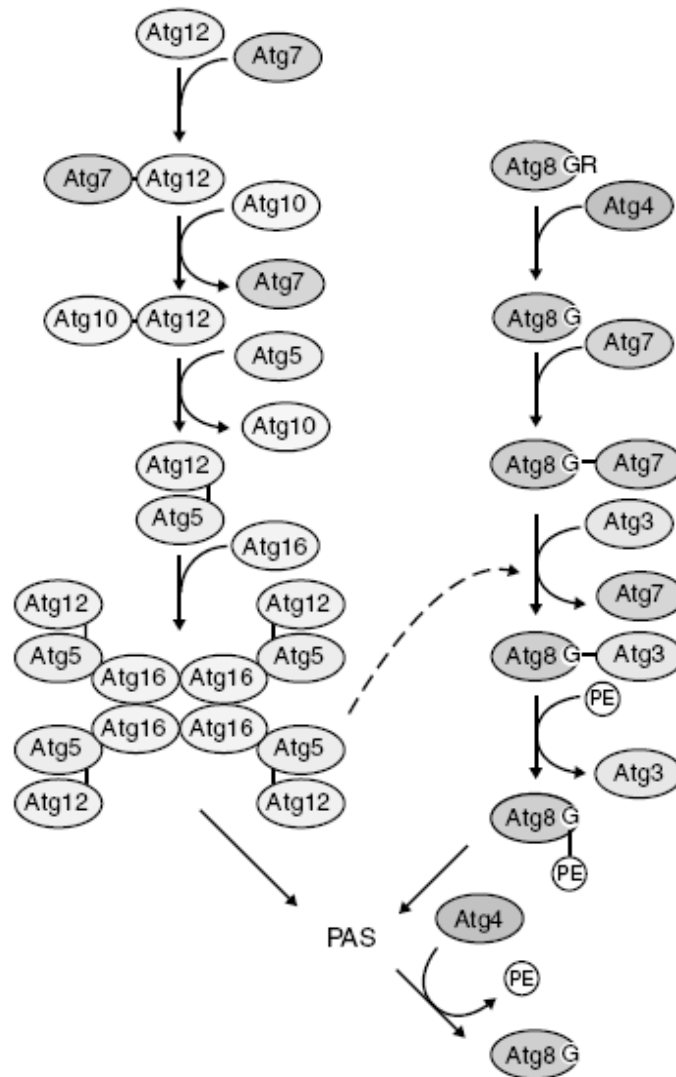 Atg12
Atg7
Atg7 Atg12
Atg10
Atg7
Atg10 Atg12
Atg5
Atg10
Atg12
Atg5
Atg16
Atg12 Atg12
Atg5 Atg5
Atg16 Atg16
Atg16 Atg16
Atg5 Atg5
Atg12 Atg12
Atg8 GR
Atg4
Atg8 G
Atg7
Atg8 G Atg7
Atg3
Atg7
Atg8 G Atg3
PE
Atg3
Atg8 G
PE
PAS
Atg4
PE
Atg8 G